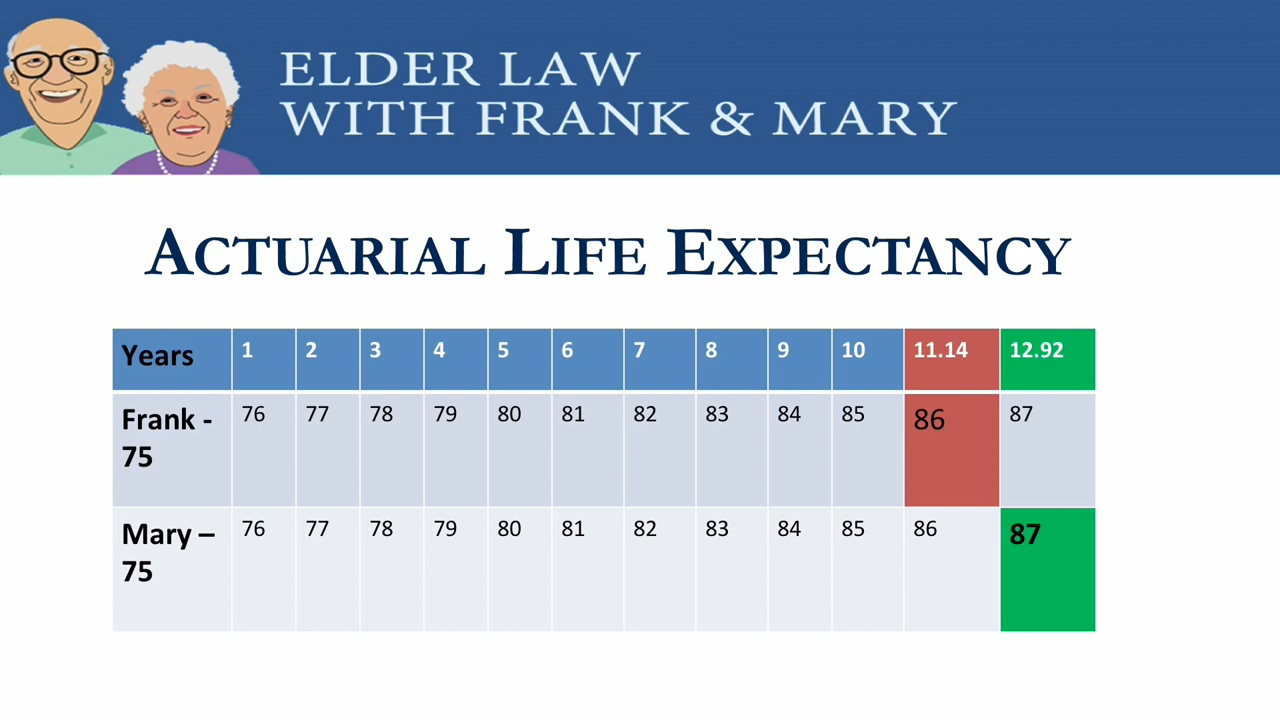 ELDER LAW
WITH FRANK & MARY
ACTUARIAL LIFE EXPECTANCY
Years 1 2 3 4 5 6 7 8 9 10 11.14 12.92
Frank - 76 77 78 79 80 81 82 83 84 85 86 87
75
Mary – 76 77 78 79 80 81 82 83 84 85 86 87
75